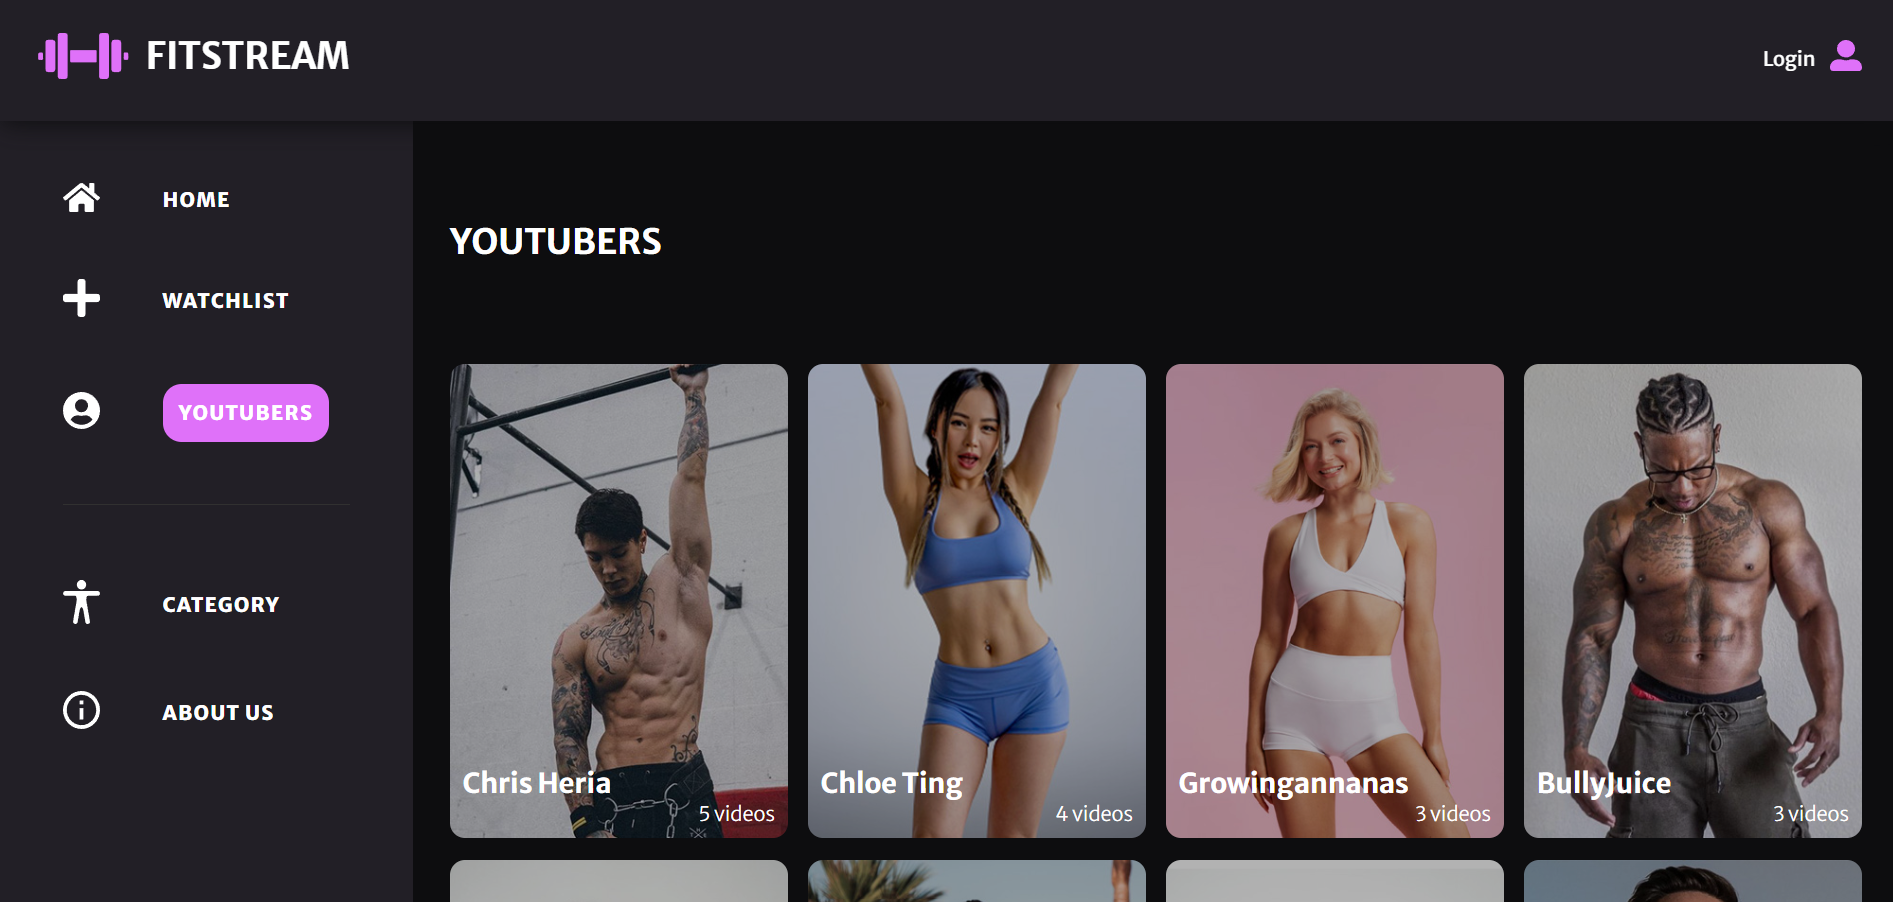 FITSTREAM
Login
HOME
WATCHLIST
YOUTUBERS
CATEGORY
ABOUT US
YOUTUBERS
Chris Heria
5 videos
Chloe Ting
4 videos
Growingannanas
3 videos
BullyJuice
3 videos